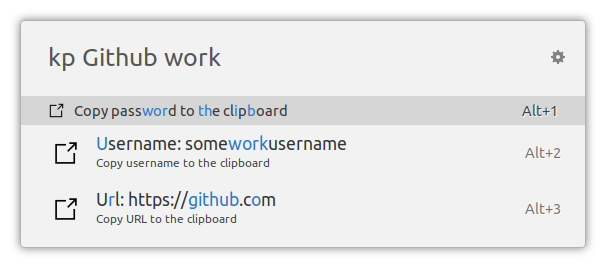 kp Github work
Copy password to the clipboard Alt+1
Username: someworkusername Alt+2
Copy username to the clipboard
Url: https://github.com Alt+3
Copy URL to the clipboard